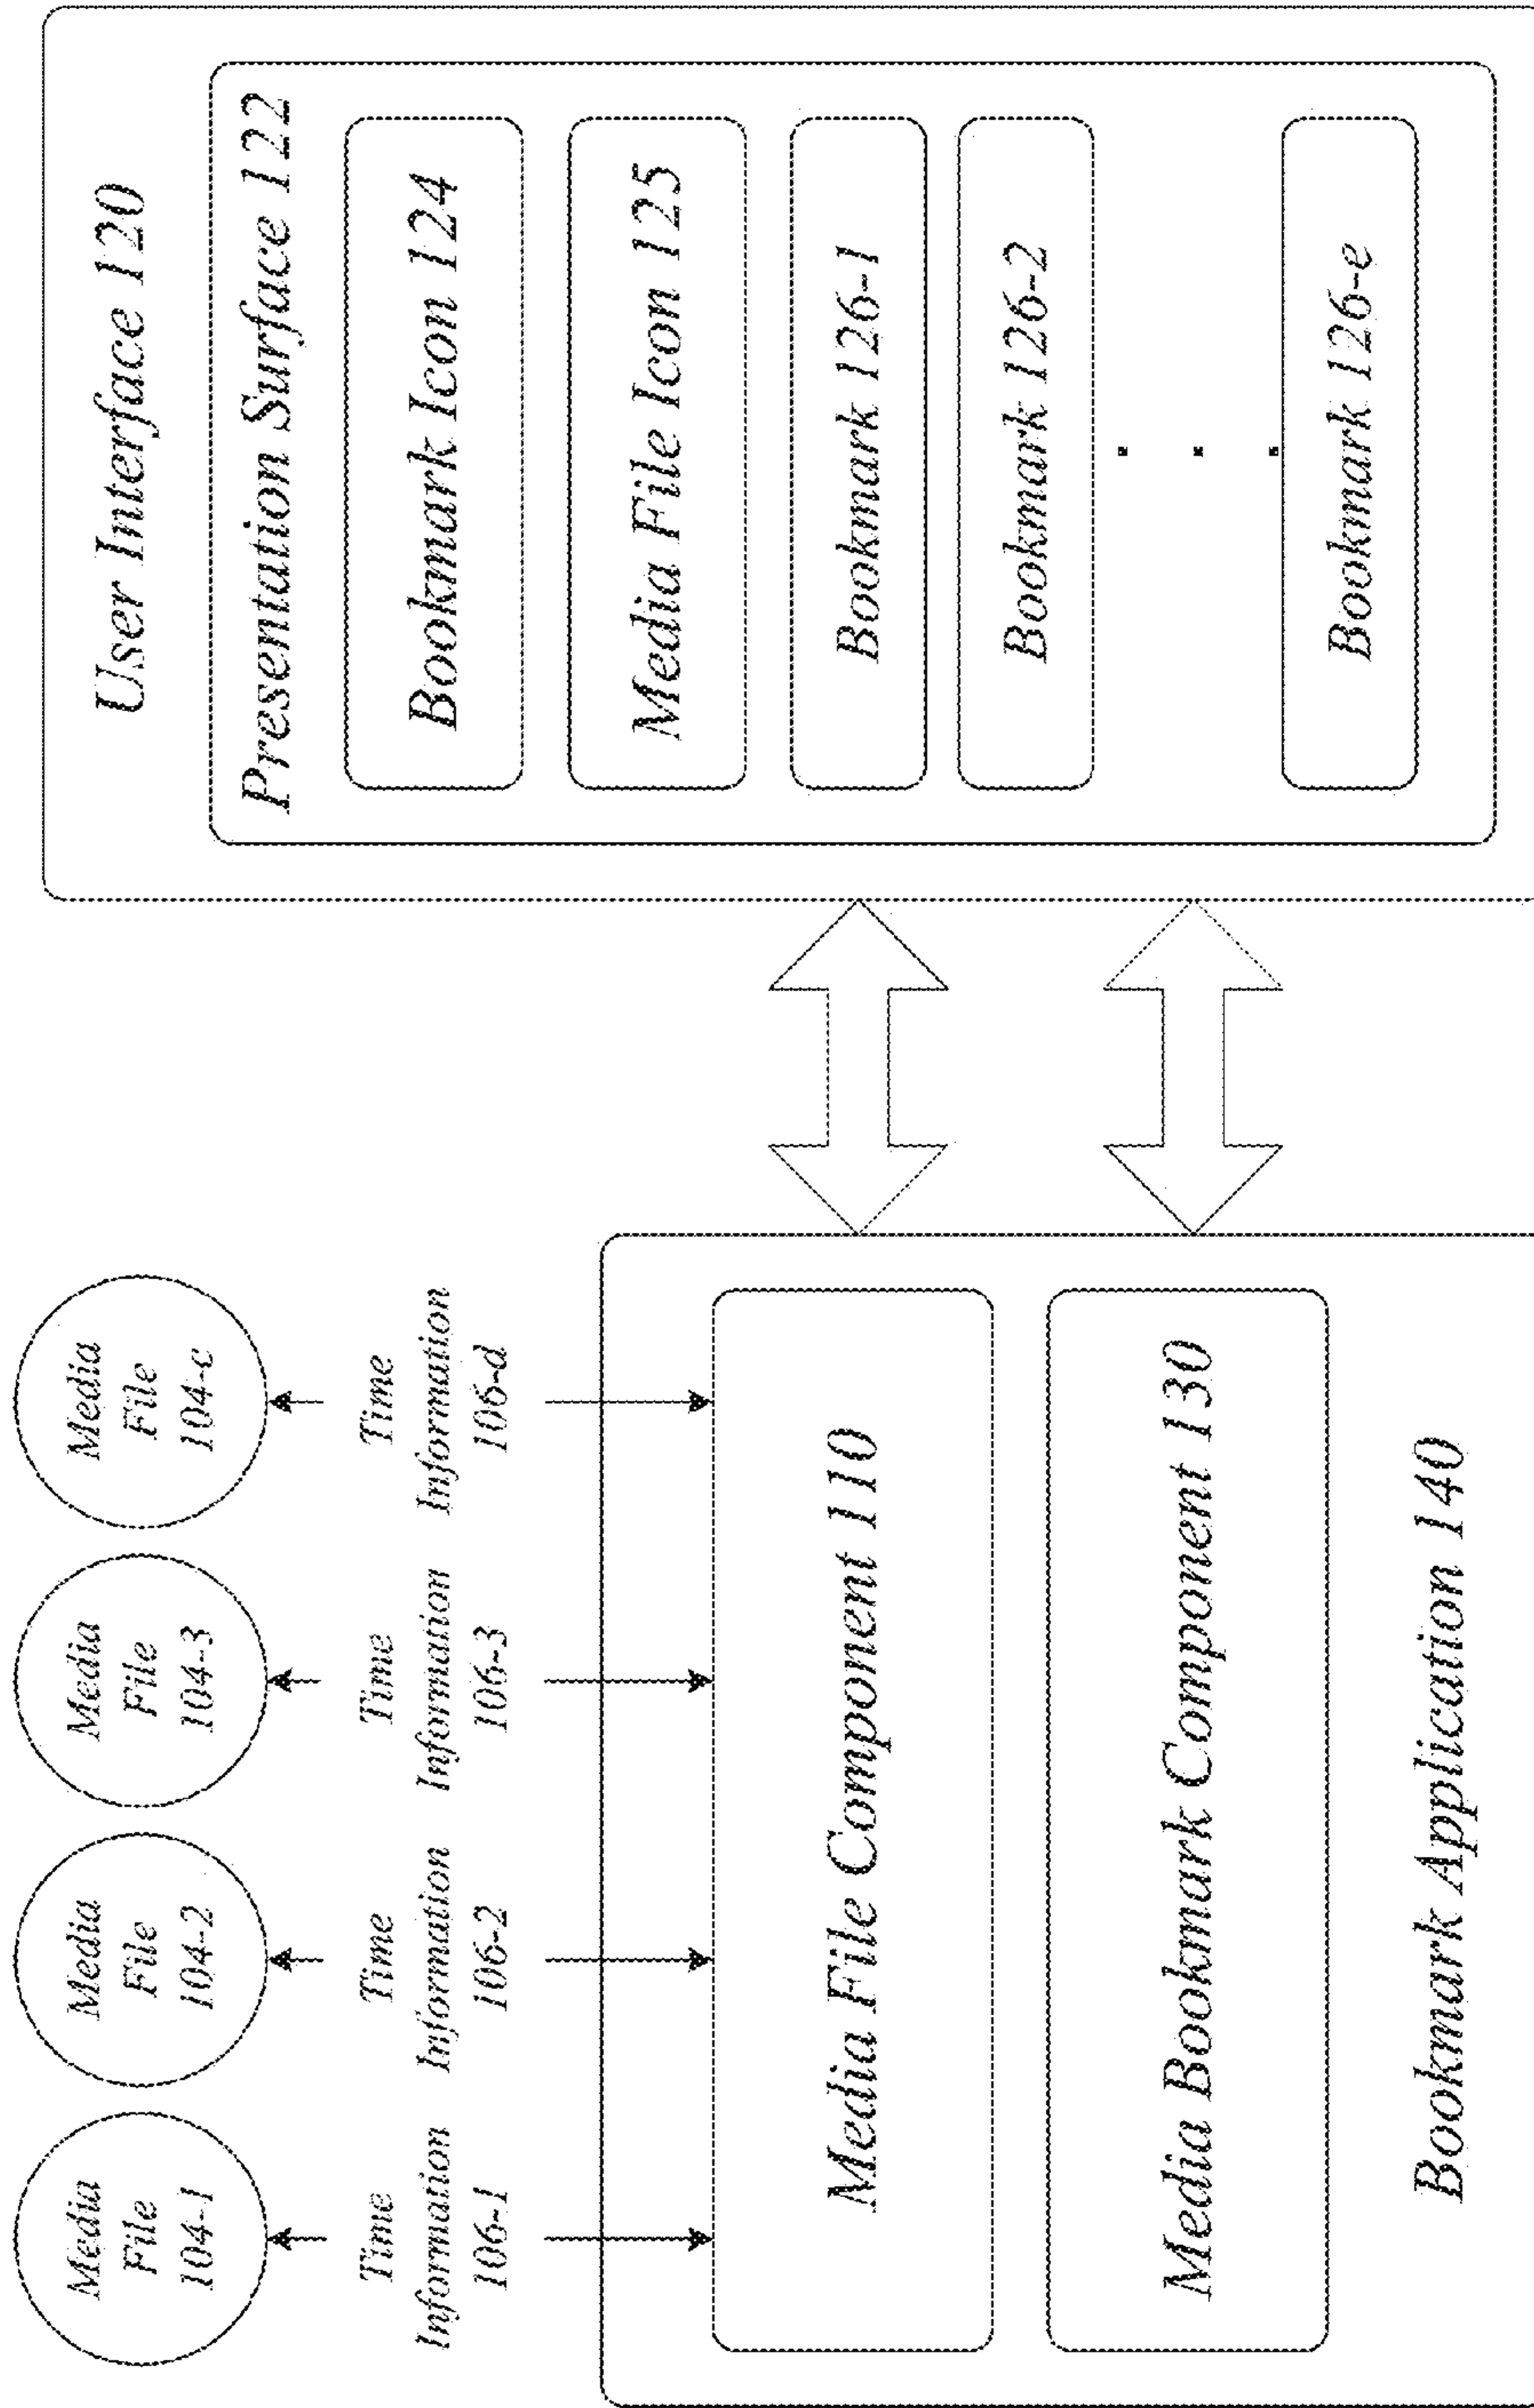 Media
File
104-1
Media
File
104-2
Media
File
104-3
Media
File
104-c
Time
Information
106-1
Time
Information
106-2
Time
Information
106-3
Time
Information
106-d
Media File Component 110
Media Bookmark Component 130
Bookmark Application 140
User Interface 120
Presentation Surface 122
Bookmark Icon 124
Media File Icon 125
Bookmark 126-1
Bookmark 126-2
Bookmark 126-e